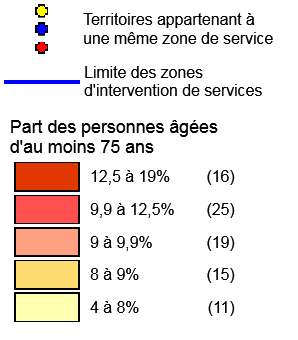 Territoires appartenant à
une même zone de service
Limite des zones
d'intervention de services
Part des personnes âgées
d'au moins 75 ans
12,5 à 19% (16)
9,9 à 12,5% (25)
9 à 9,9% (19)
8 à 9% (15)
4 à 8% (11)